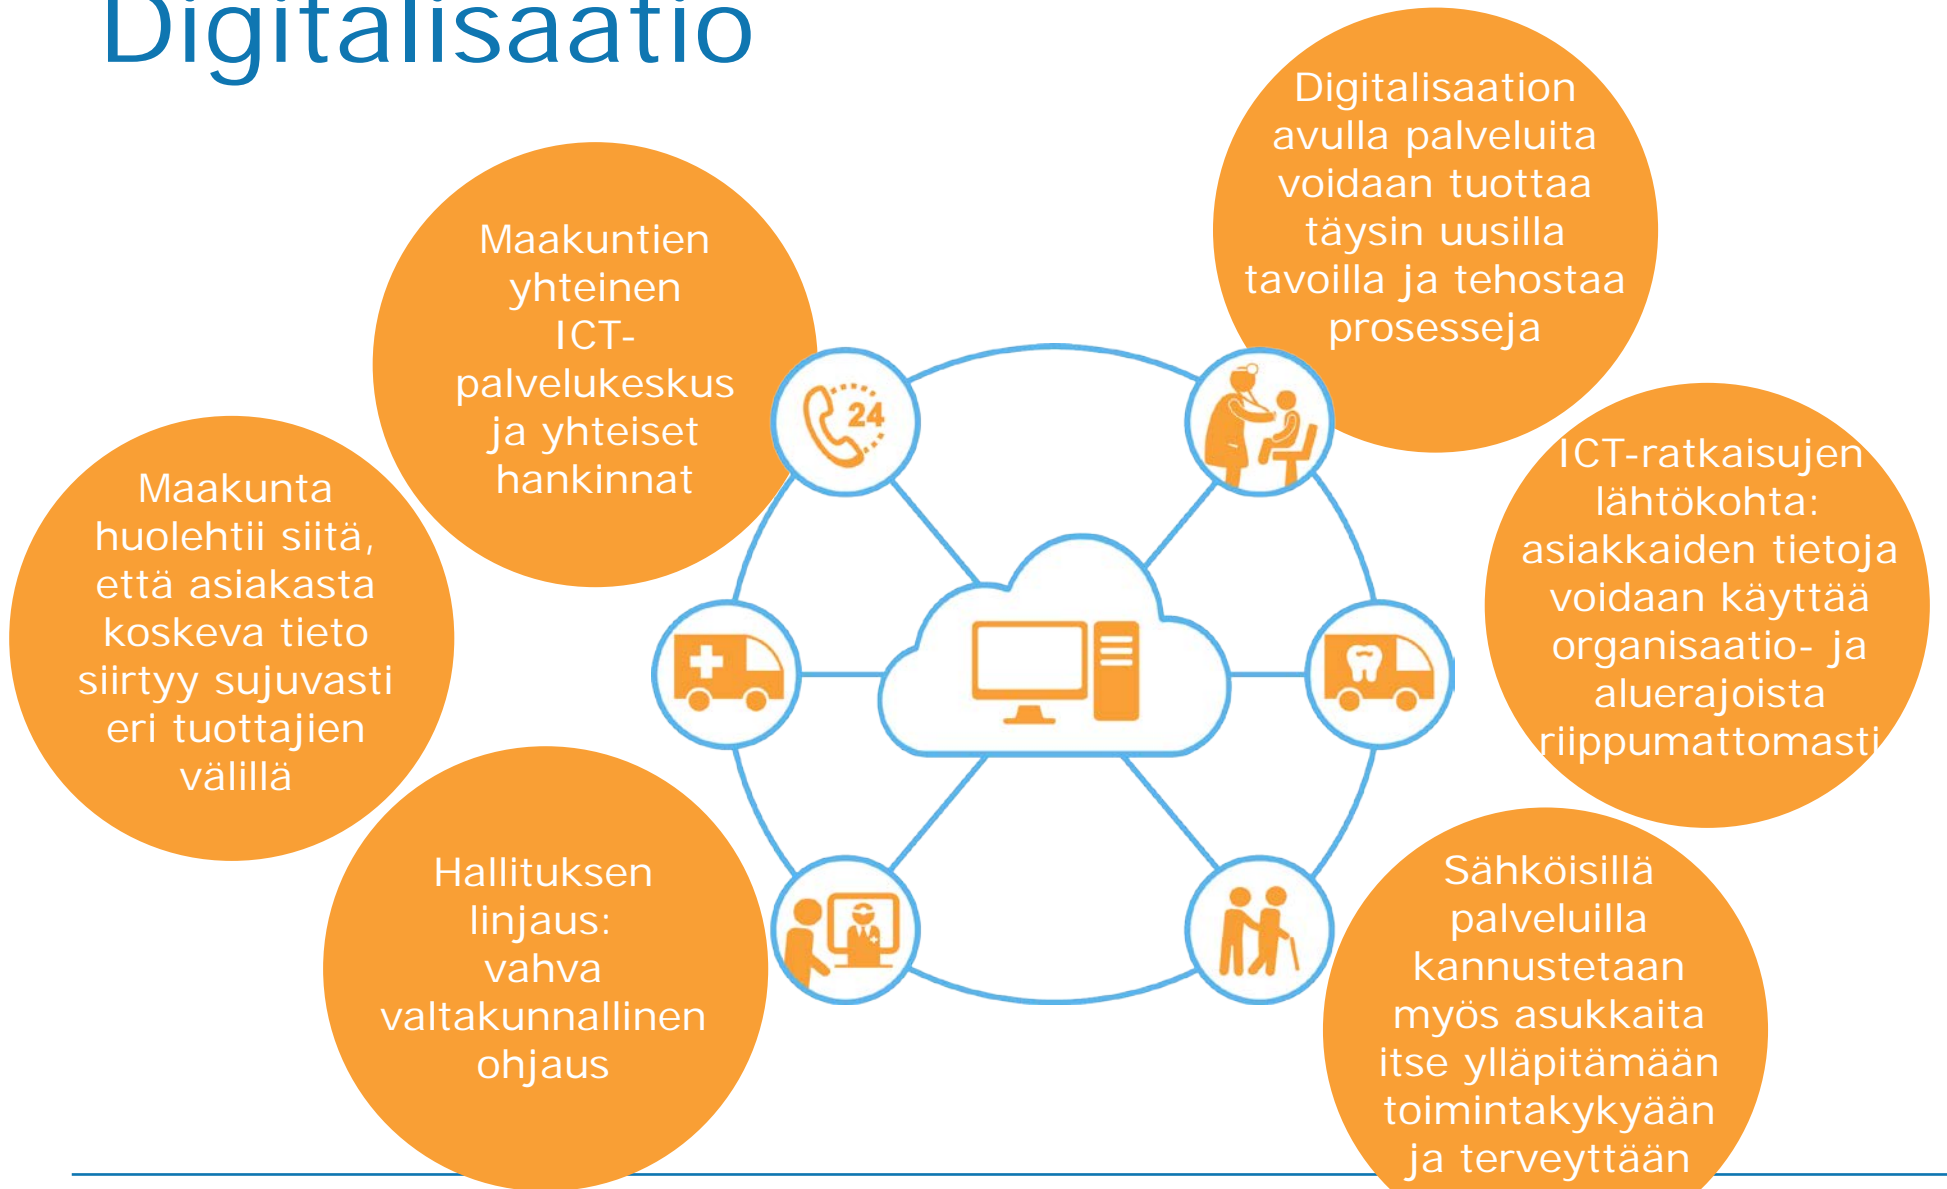 Digitalisaatio
Maakuntien
yhteinen
ICT-
palvelukeskus
ja yhteiset
hankinnat
Digitalisaation
avulla palveluita
voidaan tuottaa
täysin uusilla
tavoilla ja tehostaa
prosesseja
Maakunta
huolehtii siitä,
että asiakasta
koskeva tieto
siirtyy sujuvasti
eri tuottajien
välillä
24
ICT-ratkaisujen
lähtökohta:
asiakkaiden tietoja
voidaan käyttää
organisaatio- ja
aluerajoista
riippumattomasti
Hallituksen
linjaus:
vahva
valtakunnallinen
ohjaus
Sähköisillä
palveluilla
kannustetaan
myös asukkaita
itse ylläpitämään
toimintakykyään
ja terveyttään